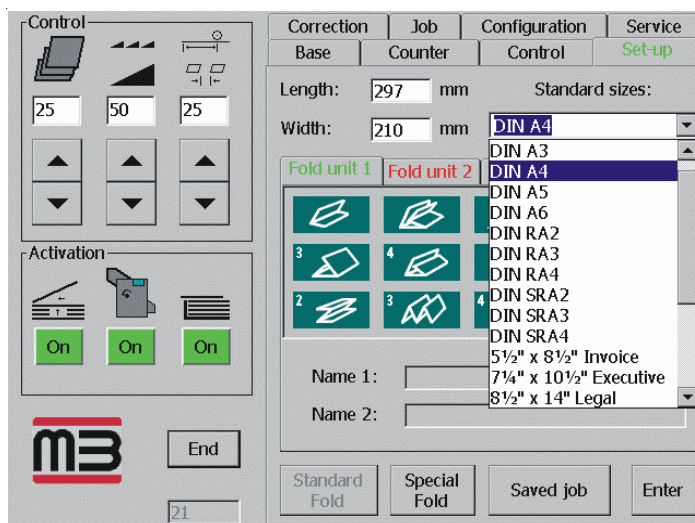 Control
25 50 25
Activation
On On On
m3
End
21
Correction Job Configuration Service
Base Counter Control Set-up
Length: 297 mm Standard sizes:
Width: 210 mm DIN A4
DIN A3
Fold unit 1 Fold unit 2 DIN A4
DIN A5
DIN A6
DIN RA2
3 4 DIN RA3
DIN RA4
DIN SRA2
2 3 4 DIN SRA3
DIN SRA4
5½" x 8½" Invoice
Name 1: 7¼" x 10½" Executive
8½" x 14" Legal
Name 2:
Standard Fold
Special Fold
Saved job
Enter